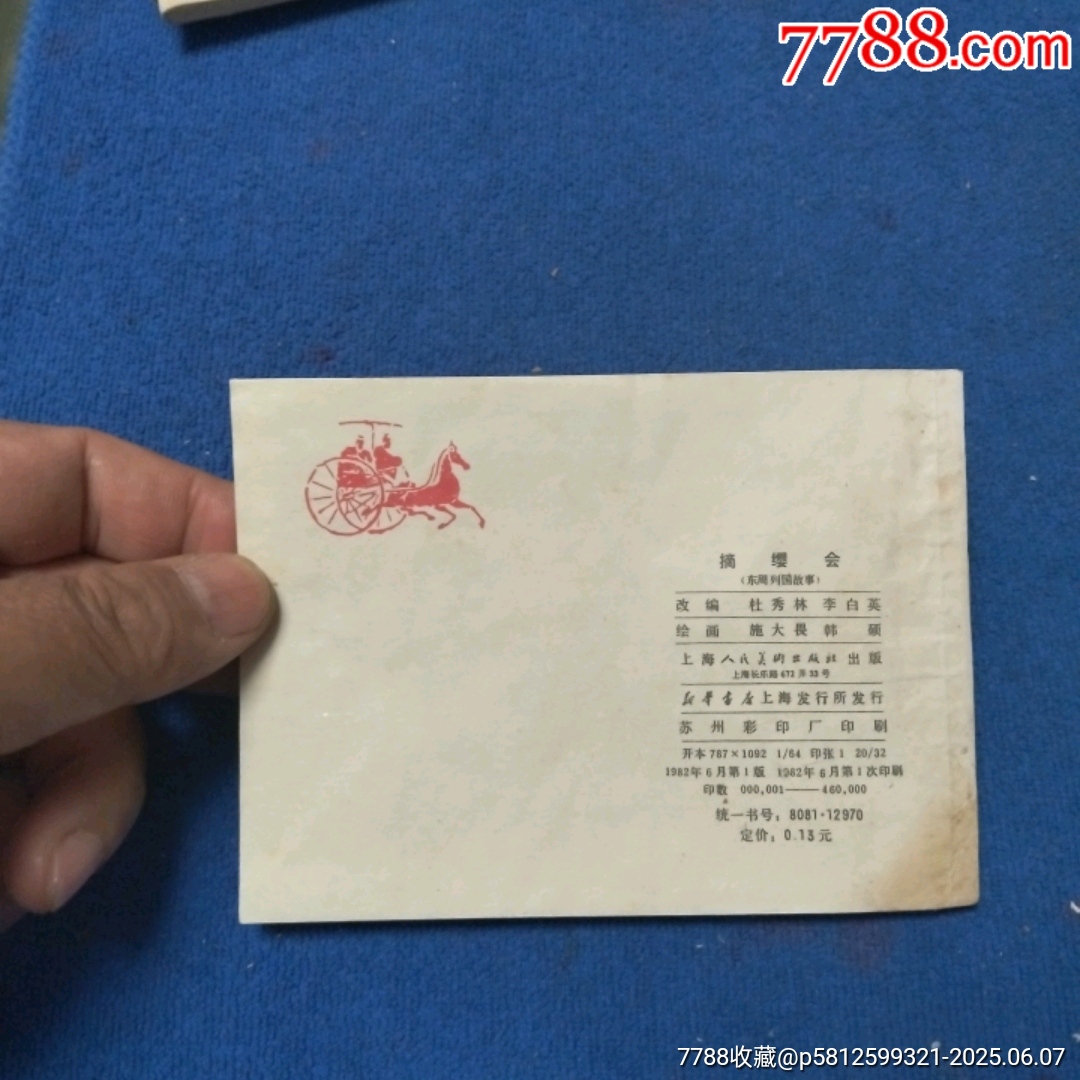 7788.com
摘缨会
(东周列国故事)
改编 杜秀林 李白英
绘画 施大畏 韩硕
上海人民美术出版社出版
上海长乐路672弄33号
新华书店上海发行所发行
苏州彩印厂印刷
开本787×1092 1/64 印张1 20/32
1982年6月第1版 1982年6月第1次印刷
印数 000,001——460,000
统一书号：8081·12970
定价：0.13元
7788收藏@p5812599321-2025.06.07